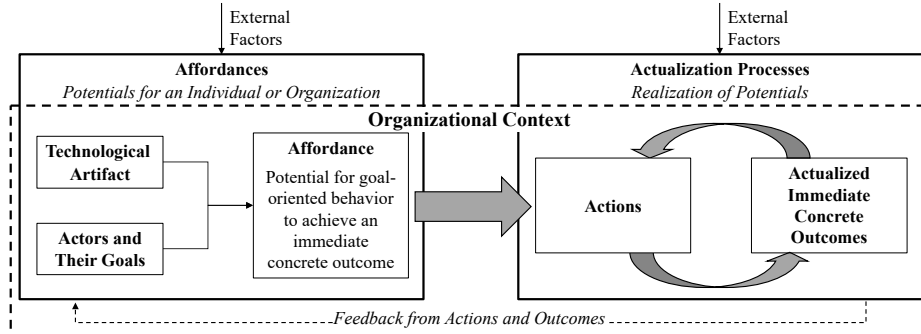 External
Factors
External
Factors
Affordances
Potentials for an Individual or Organization
Actualization Processes
Realization of Potentials
Organizational Context
Technological
Artifact
Actors and
Their Goals
Affordance
Potential for goal-
oriented behavior
to achieve an
immediate
concrete outcome
Actions
Actualized
Immediate
Concrete
Outcomes
Feedback from Actions and Outcomes